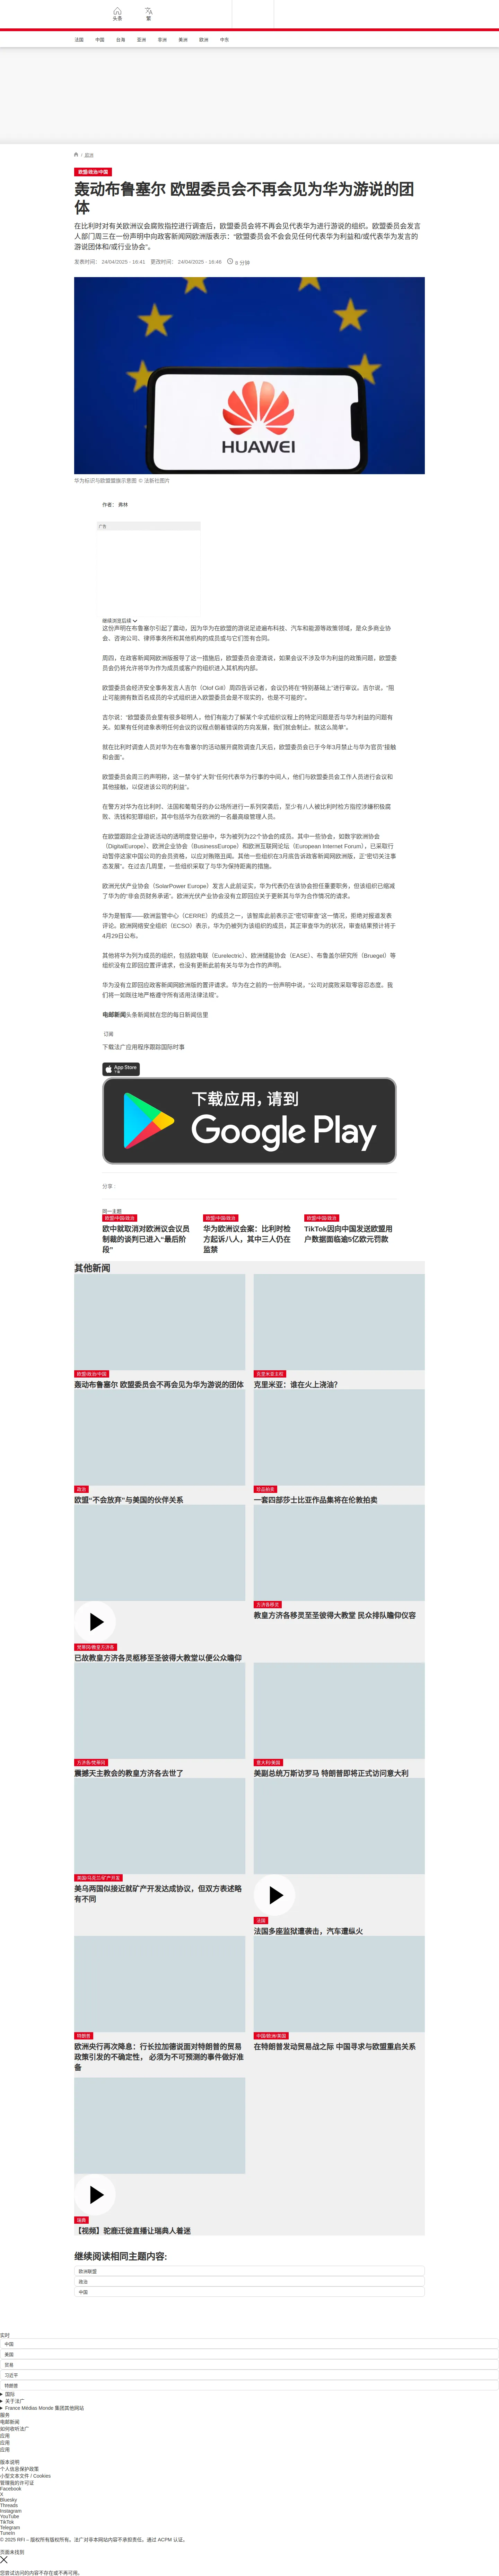 头条
繁
法国
中国
台海
亚洲
非洲
美洲
欧洲
中东
/ 欧洲
欧盟/政治/中国
轰动布鲁塞尔 欧盟委员会不再会见为华为游说的团
体
在比利时对有关欧洲议会腐败指控进行调查后，欧盟委员会将不再会见代表华为进行游说的组织。欧盟委员会发言
人部门周三在一份声明中向政客新闻网欧洲版表示：“欧盟委员会不会会见任何代表华为利益和/或代表华为发言的
游说团体和/或行业协会”。
发表时间： 24/04/2025 - 16:41 更改时间： 24/04/2025 - 16:46 6 分钟
HUAWEI
华为标识与欧盟盟旗示意图 © 法新社图片
作者： 弗林
广告
继续浏览后续
这份声明在布鲁塞尔引起了震动，因为华为在欧盟的游说足迹遍布科技、汽车和能源等政策领域，是众多商业协
会、咨询公司、律师事务所和其他机构的成员或与它们签有合同。
周四，在政客新闻网欧洲版报导了这一措施后，欧盟委员会澄清说，如果会议不涉及华为利益的政策问题，欧盟委
员会仍将允许将华为作为成员或客户的组织进入其机构内部。
欧盟委员会经济安全事务发言人吉尔（Olof Gill）周四告诉记者，会议仍将在“特别基础上”进行审议。吉尔说，“阻
止可能拥有数百名成员的伞式组织进入欧盟委员会是不现实的，也是不可能的”。
吉尔说：“欧盟委员会里有很多聪明人，他们有能力了解某个伞式组织议程上的特定问题是否与华为利益的问题有
关。如果有任何迹象表明任何会议的议程点朝着错误的方向发展，我们就会制止。就这么简单”。
就在比利时调查人员对华为在布鲁塞尔的活动展开腐败调查几天后，欧盟委员会已于今年3月禁止与华为官员“接触
和会面”。
欧盟委员会周三的声明称，这一禁令扩大到“任何代表华为行事的中间人，他们与欧盟委员会工作人员进行会议和
其他接触，以促进该公司的利益”。
在警方对华为在比利时、法国和葡萄牙的办公场所进行一系列突袭后，至少有八人被比利时检方指控涉嫌积极腐
败、洗钱和犯罪组织，其中包括华为在欧洲的一名最高级管理人员。
在欧盟跟踪企业游说活动的透明度登记册中，华为被列为22个协会的成员。其中一些协会，如数字欧洲协会
（DigitalEurope）、欧洲企业协会（BusinessEurope）和欧洲互联网论坛（European Internet Forum），已采取行
动暂停这家中国公司的会员资格，以应对贿赂丑闻。其他一些组织在3月底告诉政客新闻网欧洲版，正“密切关注事
态发展”。在过去几周里，一些组织采取了与华为保持距离的措施。
欧洲光伏产业协会（SolarPower Europe）发言人此前证实，华为代表仍在该协会担任重要职务，但该组织已缩减
了华为的“非会员财务承诺”。欧洲光伏产业协会没有立即回应关于更新其与华为合作情况的请求。
华为是智库——欧洲监管中心（CERRE）的成员之一，该智库此前表示正“密切审查”这一情况，拒绝对报道发表
评论。欧洲网络安全组织（ECSO）表示，华为仍被列为该组织的成员，其正审查华为的状况，审查结果预计将于
4月29日公布。
其他将华为列为成员的组织，包括欧电联（Eurelectric）、欧洲储能协会（EASE）、布鲁盖尔研究所（Bruegel）等
组织没有立即回应置评请求，也没有更新此前有关与华为合作的声明。
华为没有立即回应政客新闻网欧洲版的置评请求。华为在之前的一份声明中说，“公司对腐败采取零容忍态度。我
们将一如既往地严格遵守所有适用法律法规”。
电邮新闻头条新闻就在您的每日新闻信里
订阅
下载法广应用程序跟踪国际时事
App Store
下载
下载应用，请到
Google Play
分享 :
同一主题
欧盟/中国/政治
欧中就取消对欧洲议会议员
制裁的谈判已进入“最后阶
段”
欧盟/中国/政治
华为欧洲议会案：比利时检
方起诉八人，其中三人仍在
监禁
欧盟/中国/政治
TikTok因向中国发送欧盟用
户数据面临逾5亿欧元罚款
其他新闻
欧盟/政治/中国
轰动布鲁塞尔 欧盟委员会不再会见为华为游说的团体
克里米亚主权
克里米亚：谁在火上浇油?
政治
欧盟“不会放弃”与美国的伙伴关系
珍品拍卖
一套四部莎士比亚作品集将在伦敦拍卖
梵蒂冈/教皇方济各
已故教皇方济各灵柩移至圣彼得大教堂以便公众瞻仰
方济各移灵
教皇方济各移灵至圣彼得大教堂 民众排队瞻仰仪容
方济各/梵蒂冈
震撼天主教会的教皇方济各去世了
意大利/美国
美副总统万斯访罗马 特朗普即将正式访问意大利
美国/乌克兰/矿产开发
美乌两国似接近就矿产开发达成协议，但双方表述略
有不同
法国
法国多座监狱遭袭击，汽车遭纵火
特朗普
欧洲央行再次降息：行长拉加德说面对特朗普的贸易
政策引发的不确定性， 必须为不可预测的事件做好准
备
中国/欧洲/美国
在特朗普发动贸易战之际 中国寻求与欧盟重启关系
瑞典
【视频】驼鹿迁徙直播让瑞典人着迷
继续阅读相同主题内容:
欧洲联盟
政治
中国
实时
中国
美国
贸易
习近平
特朗普
国际
关于法广
France Médias Monde 集团其他网站
服务
电邮新闻
如何收听法广
应用
应用
应用
版本说明
个人信息保护政策
小型文本文件 / Cookies
管理我的许可证
Facebook
X
Bluesky
Threads
Instagram
YouTube
TikTok
Telegram
TuneIn
© 2025 RFI – 版权所有版权所有。法广对非本网站内容不承担责任。通过 ACPM 认证。
页面未找到
您尝试访问的内容不存在或不再可用。